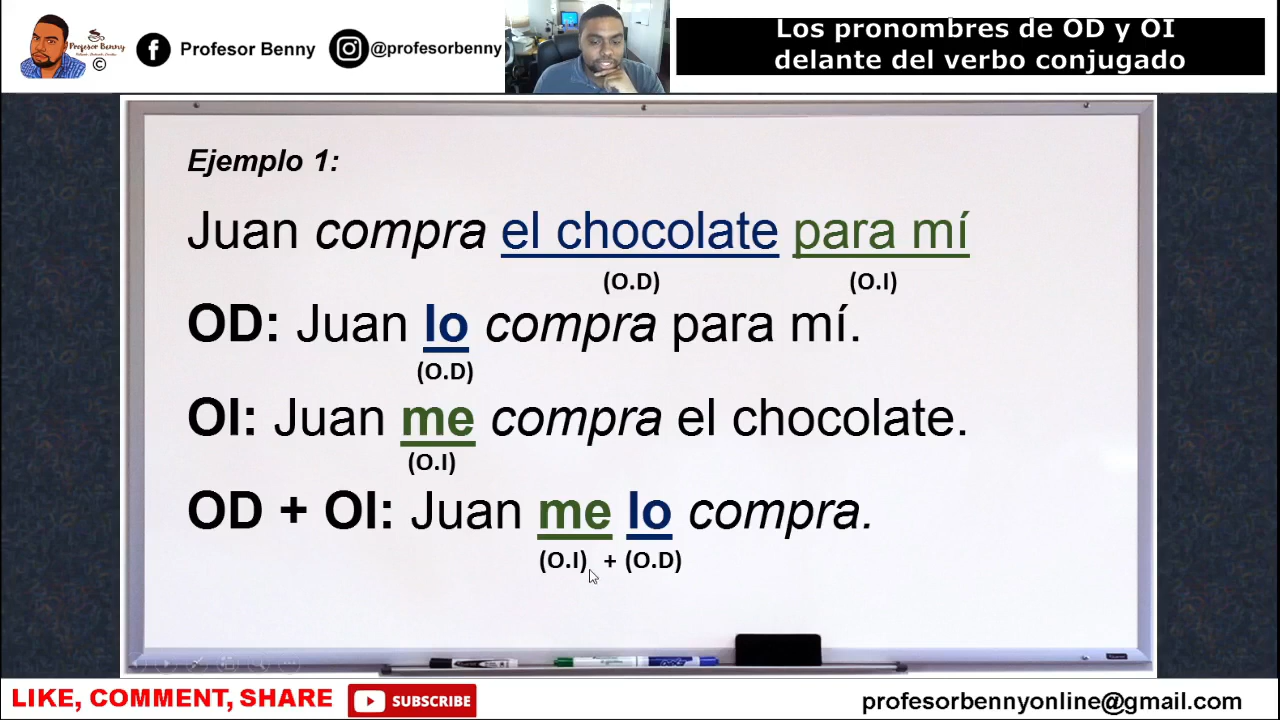 Profesor Benny
©
Profesor Benny
@profesorbenny
Los pronombres de OD y OI
delante del verbo conjugado
Ejemplo 1:
Juan compra el chocolate para mí
(O.D) (O.I)
OD: Juan lo compra para mí.
(O.D)
OI: Juan me compra el chocolate.
(O.I)
OD + OI: Juan me lo compra.
(O.I) + (O.D)
LIKE, COMMENT, SHARE
SUBSCRIBE
profesorbennyonline@gmail.com